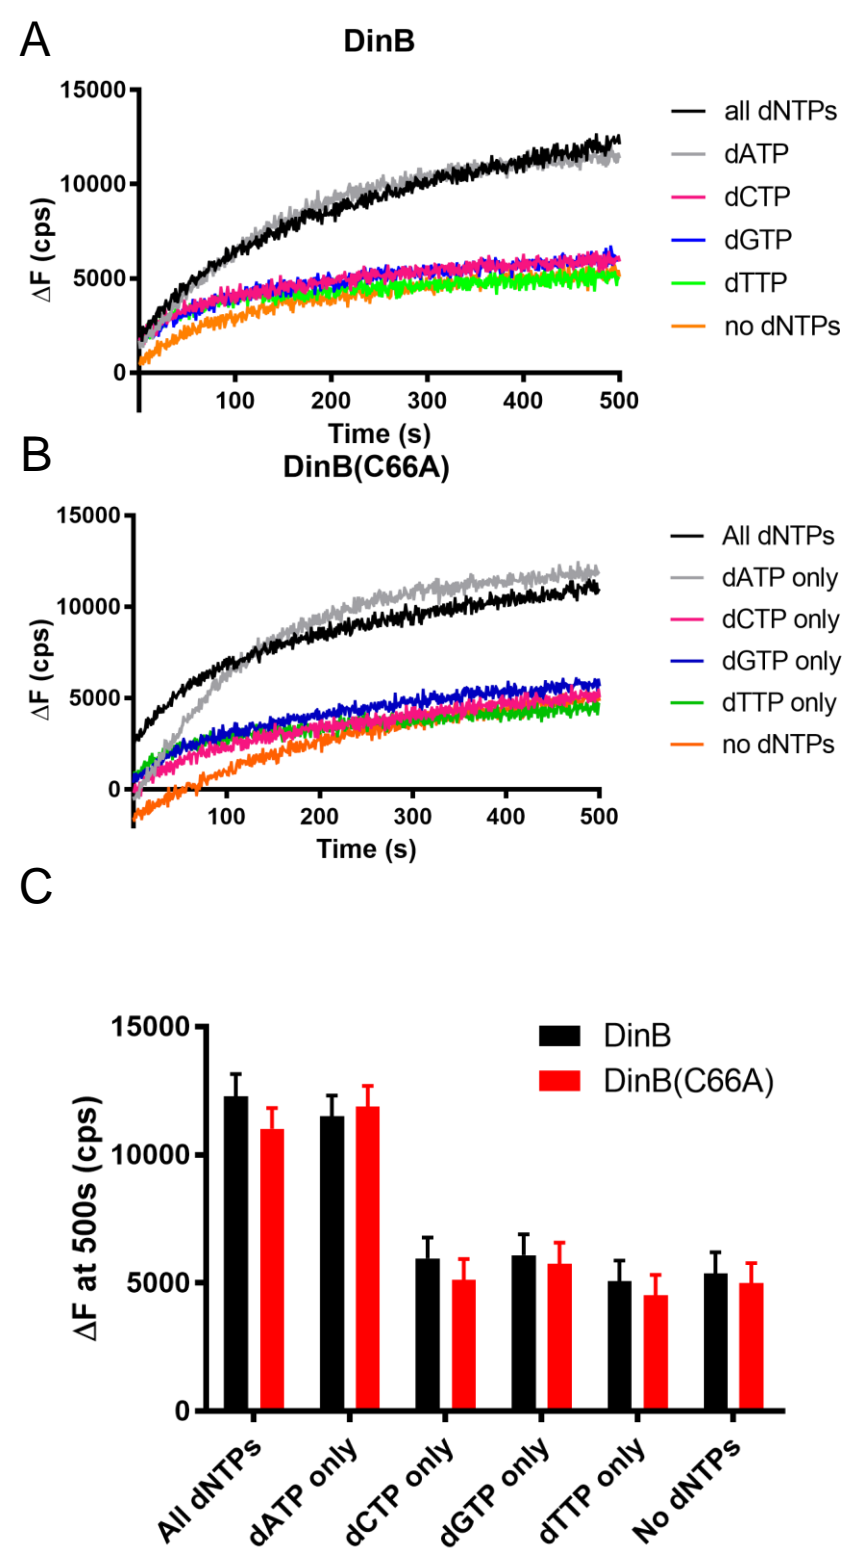 A
DinB
15000
10000
5000
0
ΔF (cps)
100 200 300 400 500
Time (s)
all dNTPs
dATP
dCTP
dGTP
dTTP
no dNTPs
B
DinB(C66A)
15000
10000
5000
0
ΔF (cps)
100 200 300 400 500
Time (s)
All dNTPs
dATP only
dCTP only
dGTP only
dTTP only
no dNTPs
C
15000
10000
5000
0
ΔF at 500s (cps)
DinB
DinB(C66A)
All dNTPs
dATP only
dCTP only
dGTP only
dTTP only
No dNTPs